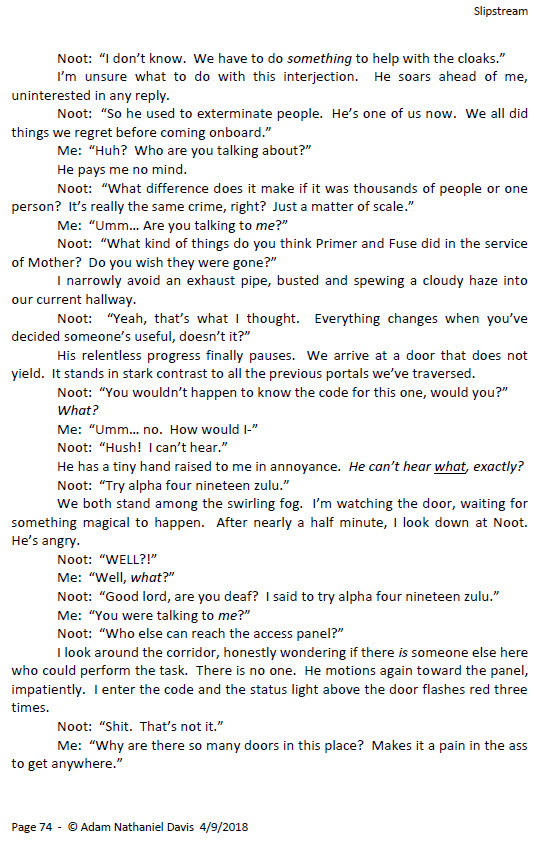 Slipstream
Noot:  “I don’t know.  We have to do something to help with the cloaks.”
I’m unsure what to do with this interjection.  He soars ahead of me,
uninterested in any reply.
Noot:  “So he used to exterminate people.  He’s one of us now.  We all did
things we regret before coming onboard.”
Me:  “Huh?  Who are you talking about?”
He pays me no mind.
Noot:  “What difference does it make if it was thousands of people or one
person?  It’s really the same crime, right?  Just a matter of scale.”
Me:  “Umm… Are you talking to me?”
Noot:  “What kind of things do you think Primer and Fuse did in the service
of Mother?  Do you wish they were gone?”
I narrowly avoid an exhaust pipe, busted and spewing a cloudy haze into
our current hallway.
Noot:  “Yeah, that’s what I thought.  Everything changes when you’ve
decided someone’s useful, doesn’t it?”
His relentless progress finally pauses.  We arrive at a door that does not
yield.  It stands in stark contrast to all the previous portals we’ve traversed.
Noot:  “You wouldn’t happen to know the code for this one, would you?”
What?
Me:  “Umm… no.  How would I-”
Noot:  “Hush!  I can’t hear.”
He has a tiny hand raised to me in annoyance.  He can’t hear what, exactly?
Noot:  “Try alpha four nineteen zulu.”
We both stand among the swirling fog.  I’m watching the door, waiting for
something magical to happen.  After nearly a half minute, I look down at Noot.
He’s angry.
Noot:  “WELL?!”
Me:  “Well, what?”
Noot:  “Good lord, are you deaf?  I said to try alpha four nineteen zulu.”
Me:  “You were talking to me?”
Noot:  “Who else can reach the access panel?”
I look around the corridor, honestly wondering if there is someone else here
who could perform the task.  There is no one.  He motions again toward the panel,
impatiently.  I enter the code and the status light above the door flashes red three
times.
Noot:  “Shit.  That’s not it.”
Me:  “Why are there so many doors in this place?  Makes it a pain in the ass
to get anywhere.”
Page 74  -  © Adam Nathaniel Davis  4/9/2018